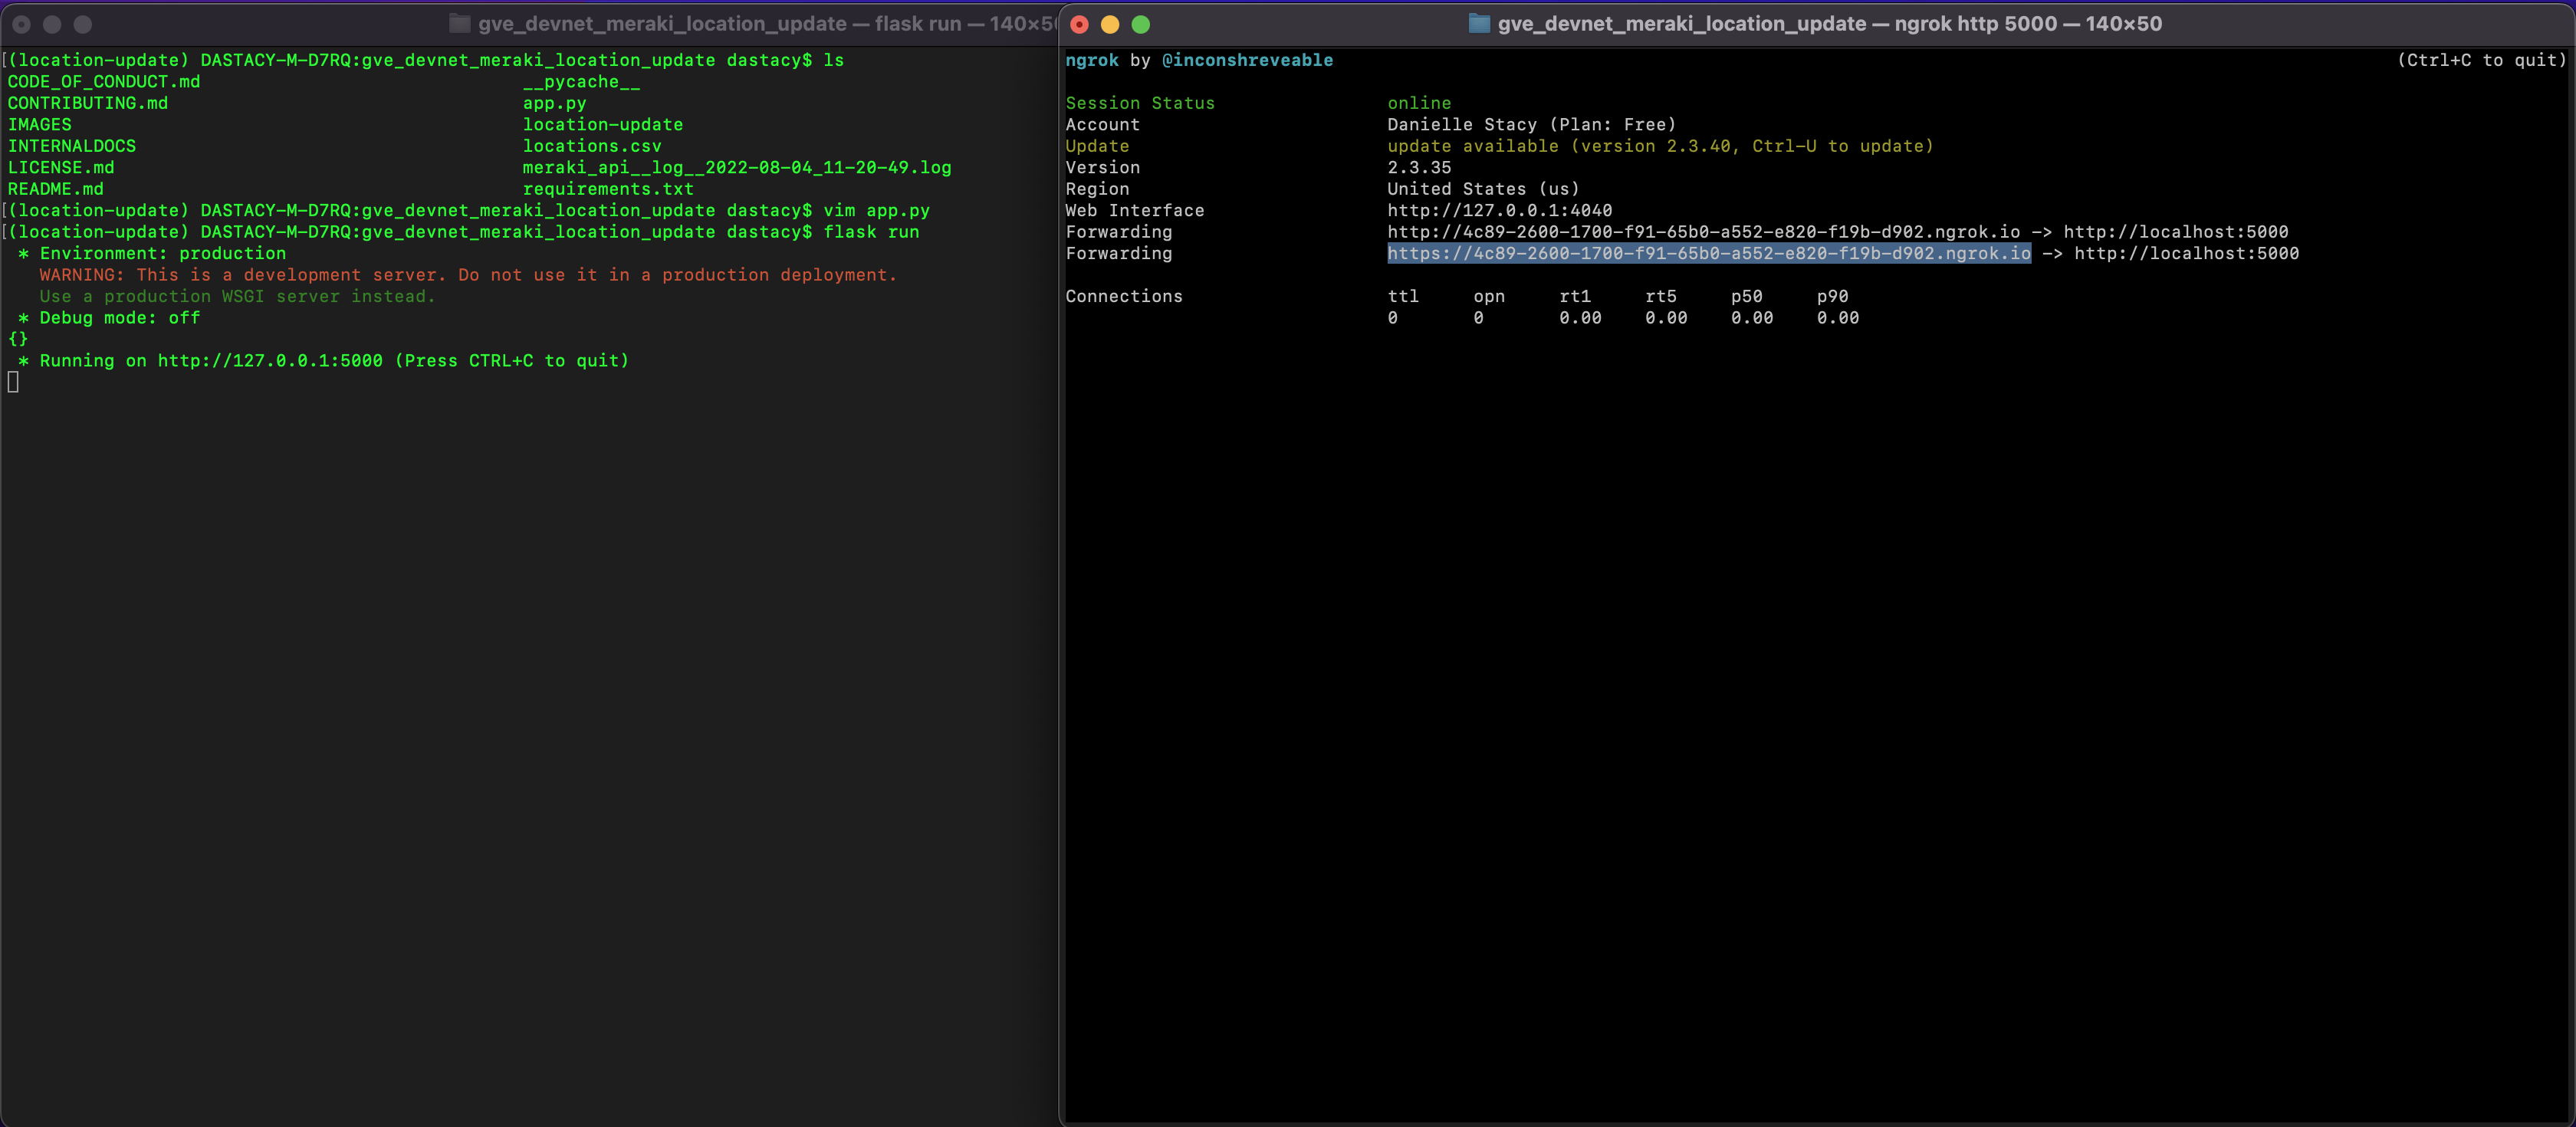 gve_devnet_meraki_location_update — flask run — 140×50
[(location-update) DASTACY-M-D7RQ:gve_devnet_meraki_location_update dastacy$ ls
CODE_OF_CONDUCT.md __pycache__
CONTRIBUTING.md app.py
IMAGES location-update
INTERNALDOCS locations.csv
LICENSE.md meraki_api__log__2022-08-04_11-20-49.log
README.md requirements.txt
[(location-update) DASTACY-M-D7RQ:gve_devnet_meraki_location_update dastacy$ vim app.py
[(location-update) DASTACY-M-D7RQ:gve_devnet_meraki_location_update dastacy$ flask run
* Environment: production
WARNING: This is a development server. Do not use it in a production deployment.
Use a production WSGI server instead.
* Debug mode: off
{}
* Running on http://127.0.0.1:5000 (Press CTRL+C to quit)
gve_devnet_meraki_location_update — ngrok http 5000 — 140×50
ngrok by @inconshreveable (Ctrl+C to quit)
Session Status online
Account Danielle Stacy (Plan: Free)
Update update available (version 2.3.40, Ctrl-U to update)
Version 2.3.35
Region United States (us)
Web Interface http://127.0.0.1:4040
Forwarding http://4c89-2600-1700-f91-65b0-a552-e820-f19b-d902.ngrok.io -> http://localhost:5000
Forwarding https://4c89-2600-1700-f91-65b0-a552-e820-f19b-d902.ngrok.io -> http://localhost:5000
Connections ttl opn rt1 rt5 p50 p90
0 0 0.00 0.00 0.00 0.00